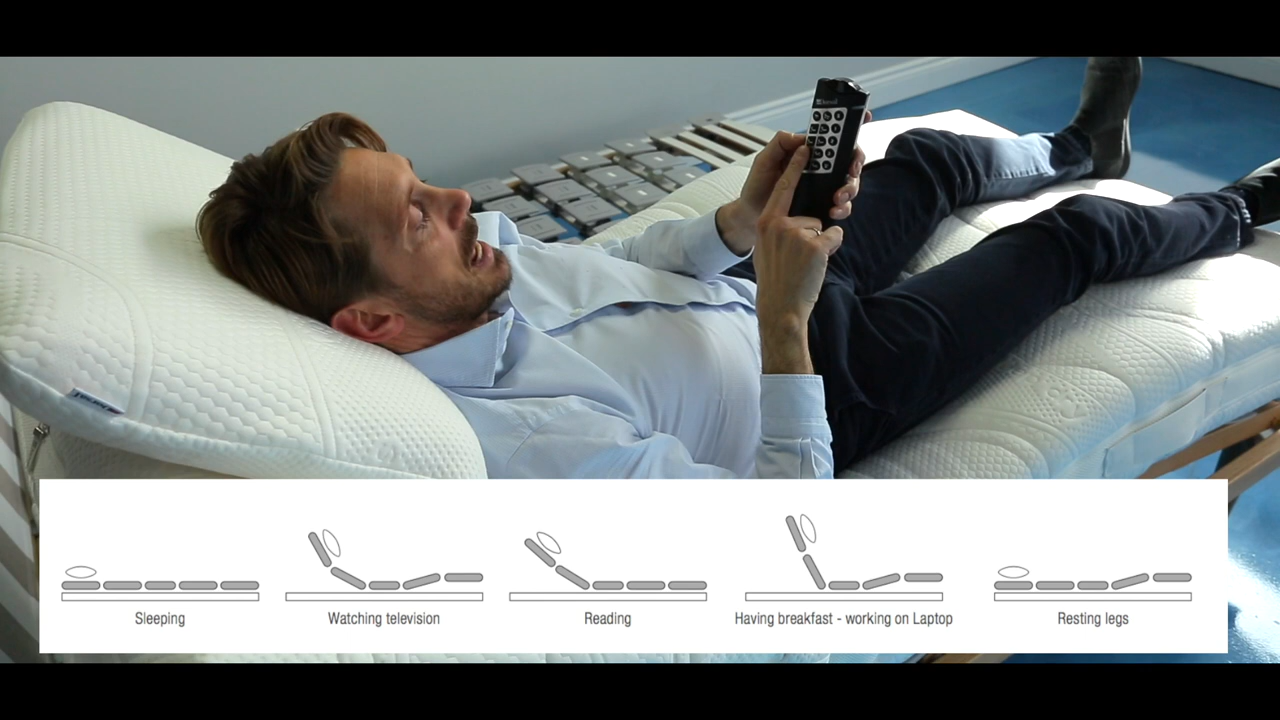 Sleeping
Watching television
Reading
Having breakfast - working on Laptop
Resting legs